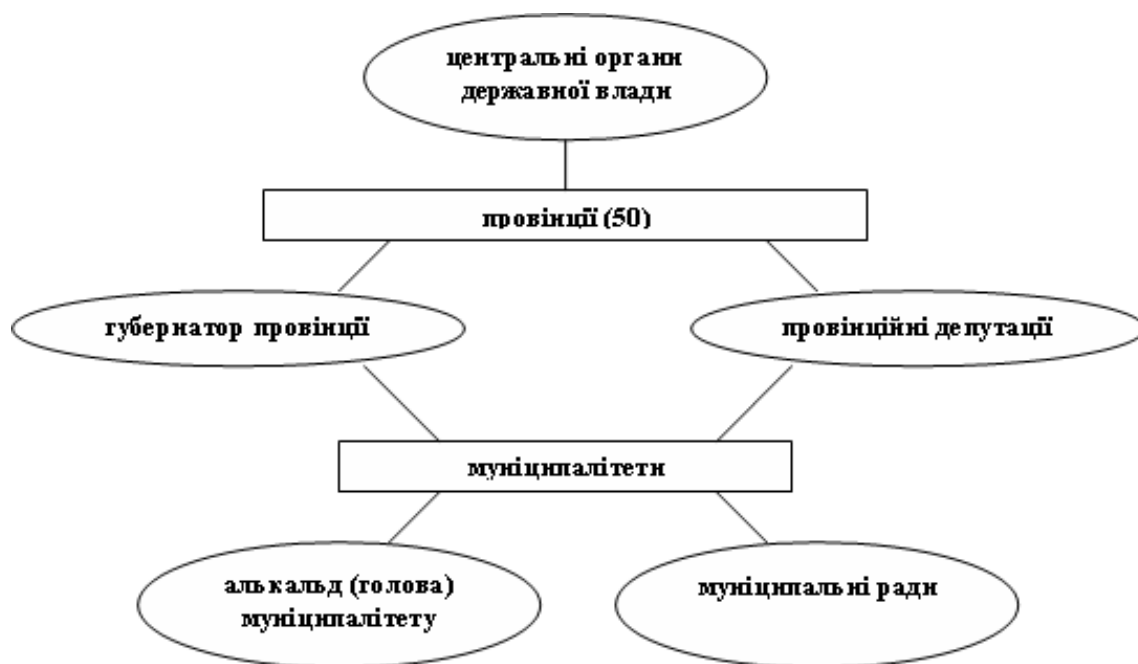 центральні органи
державної влади
провінції (50)
губернатор провінції
провінційні депутації
муніципалітети
алькальд (голова)
муніципалітету
муніципальні ради